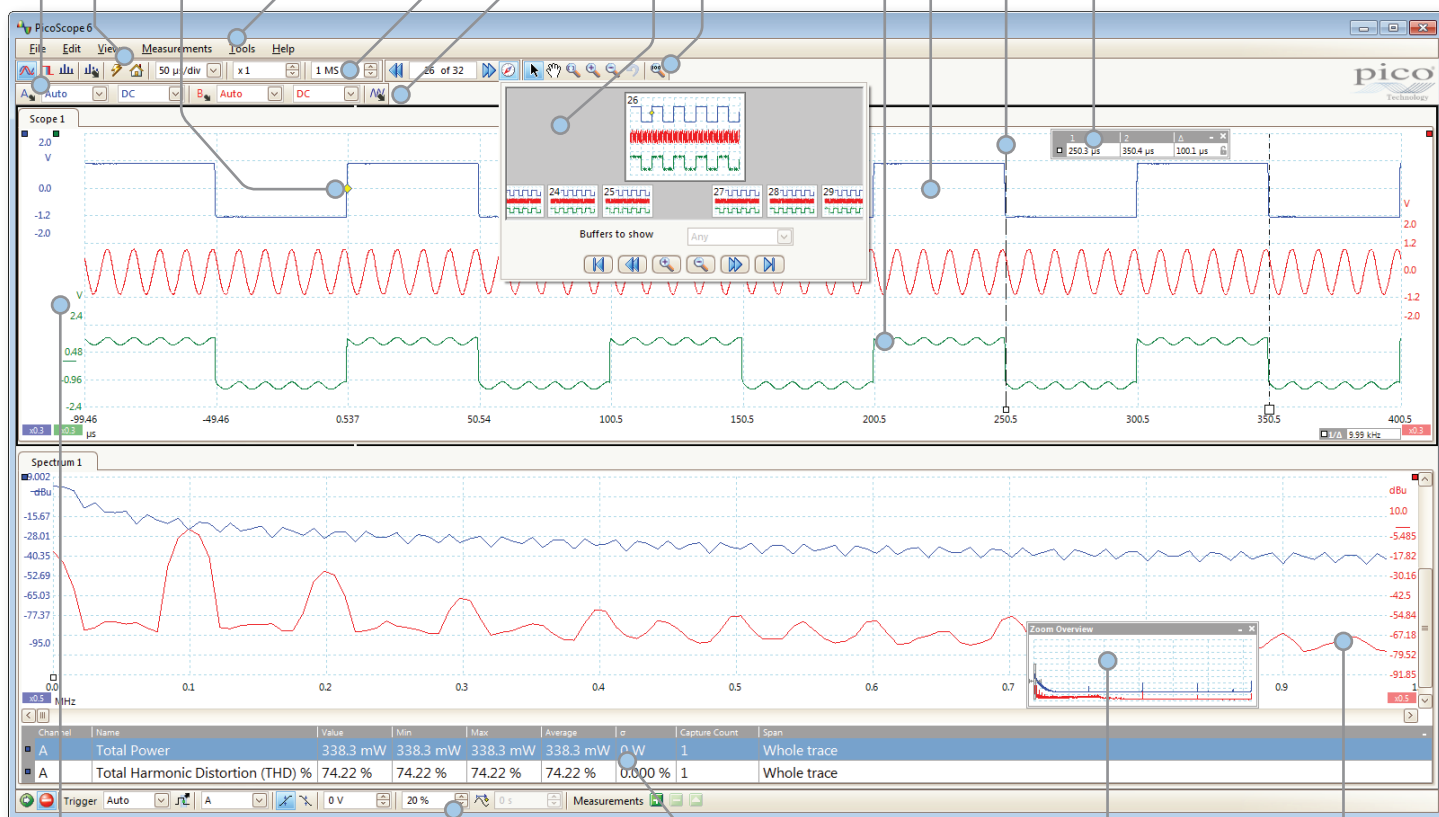 PicoScope 6
File Edit Views Measurements Tools Help
50 µs/div x 1 1 MS 26 of 32
pico
Technology
A Auto DC B Auto DC
Scope 1
2.0
V
0.0
-1.2
-2.0
26
24 25 27 28 29
Buffers to show Any
1 2 Δ
250.3 µs 350.4 µs 100.1 µs
V
2.0
1.2
0.0
-1.2
-2.0
V
2.4
0.48
-0.96
-2.4
-99.46 -49.46 0.537 50.54 100.5 150.5 200.5 250.5 300.5 350.5 400.5
x0.3 x0.3 µs
1/Δ 9.99 kHz x0.3
Spectrum 1
9.002
dBu
-15.67
-28.01
-40.35
-52.69
-65.03
-77.37
-95.0
dBu
10.0
-5.485
-17.82
-30.16
-42.5
-54.84
-67.18
-79.52
-91.85
Zoom Overview
0.0 0.1 0.2 0.3 0.4 0.5 0.6 0.7 0.9 1
x0.5 MHz x0.5
Channel Name Value Min Max Average σ Capture Count Span
A Total Power 338.3 mW 338.3 mW 338.3 mW 338.3 mW 0 W 1 Whole trace
A Total Harmonic Distortion (THD) % 74.22 % 74.22 % 74.22 % 74.22 % 0.000 % 1 Whole trace
Trigger Auto A 0 V 20 % 0 s Measurements